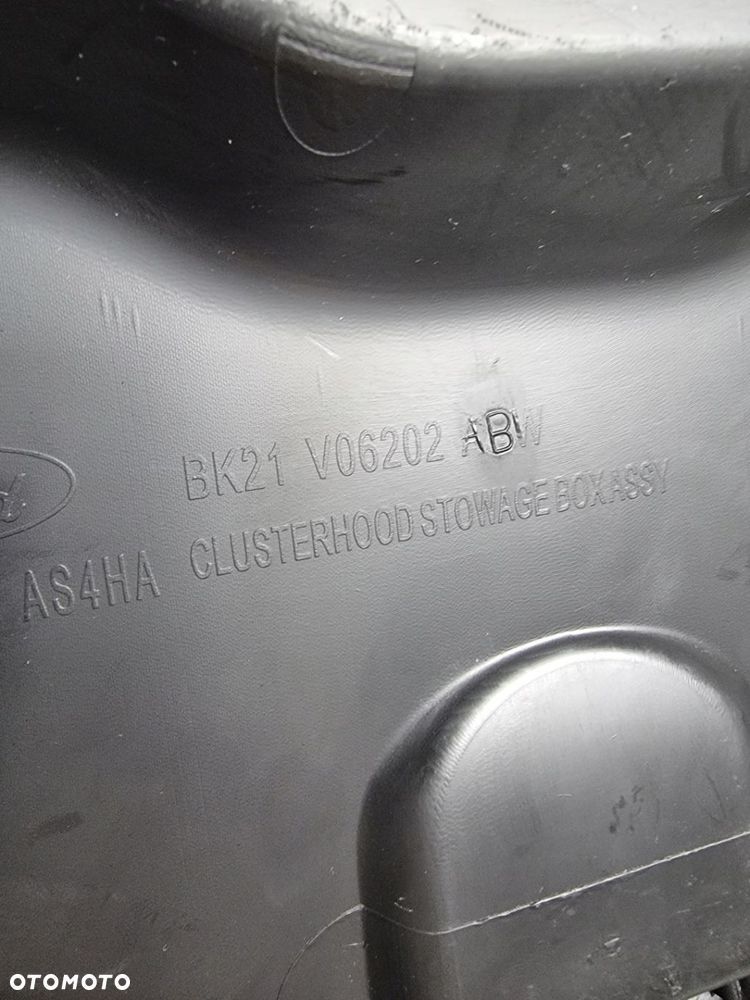 BK21 V06202 ABW
CLUSTERHOOD STOWAGE BOX ASSY
AS4HA
OTOMOTO